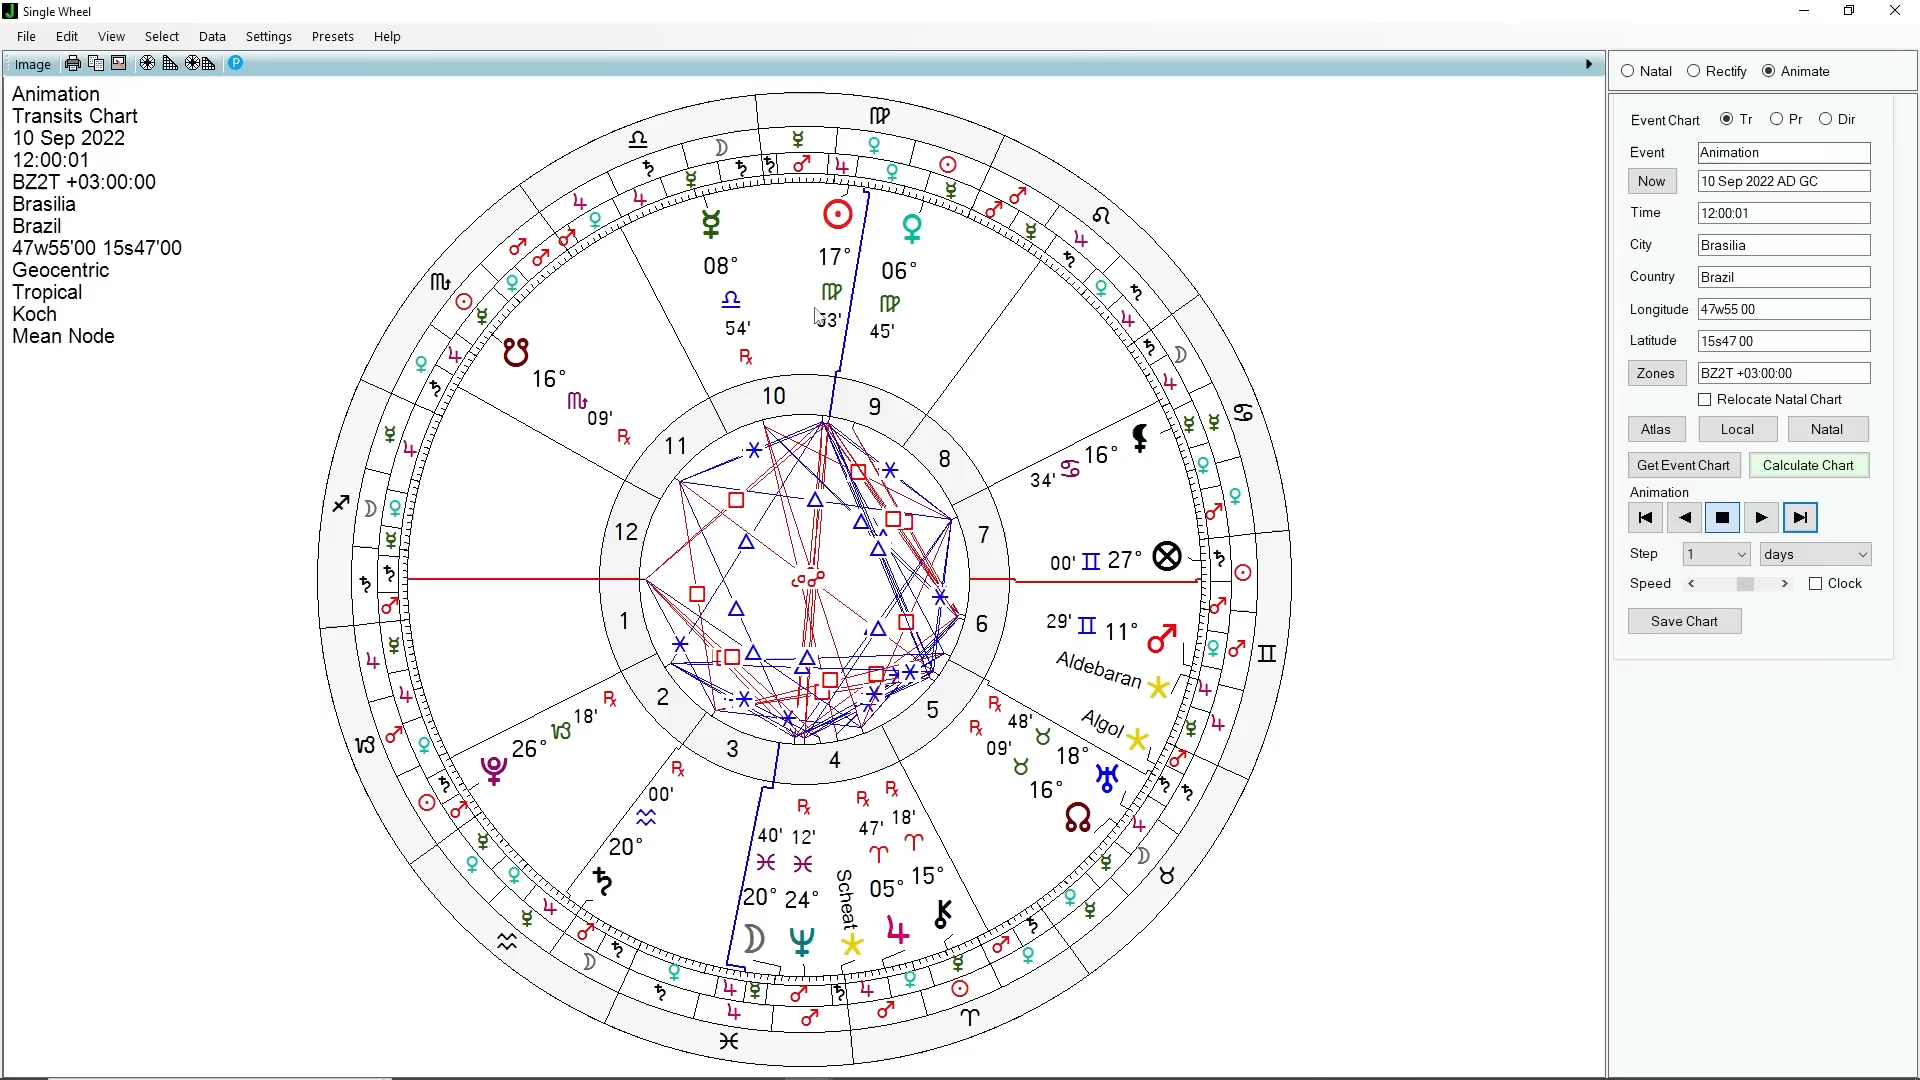 Single Wheel
File Edit View Select Data Settings Presets Help
Image
Animation
Transits Chart
10 Sep 2022
12:00:01
BZ2T +03:00:00
Brasilia
Brazil
47w55'00 15s47'00
Geocentric
Tropical
Koch
Mean Node
08°
54'
17°
53'
06°
45'
16°
09'
16°
34'
00' 27°
29' 11°
Aldebaran
Algol
48'
18°
09'
16°
26° 18'
00'
20°
40' 12'
20° 24°
Scheat
47' 18'
05° 15°
10
9
11
8
12
7
1
6
2
5
3
4
Natal Rectify Animate
Event Chart Tr Pr Dir
Event Animation
Now 10 Sep 2022 AD GC
Time 12:00:01
City Brasilia
Country Brazil
Longitude 47w55 00
Latitude 15s47 00
Zones BZ2T +03:00:00
Relocate Natal Chart
Atlas Local Natal
Get Event Chart Calculate Chart
Animation
Step 1 days
Speed < > Clock
Save Chart